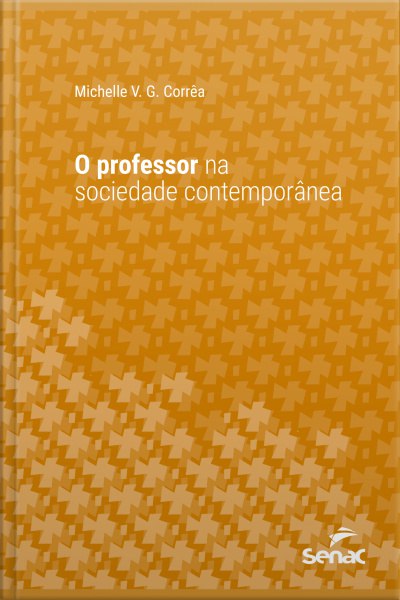 Michelle V. G. Corrêa
O professor na
sociedade contemporânea
Senac